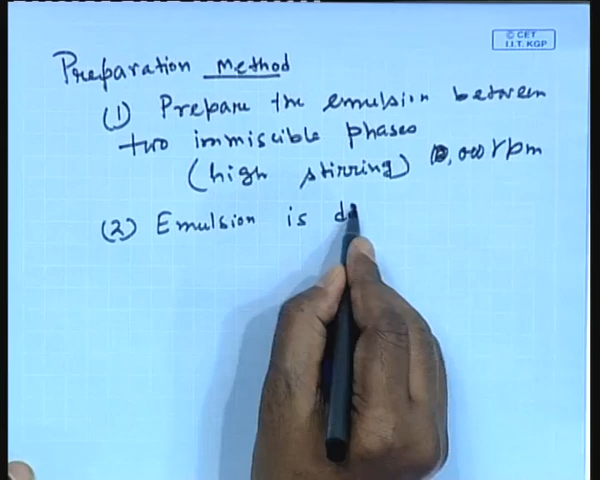 © CET
I.I.T. KGP
Preparation Method
(1) Prepare the emulsion between
two immiscible phases
(high stirring) 10,000 rpm
(2) Emulsion is